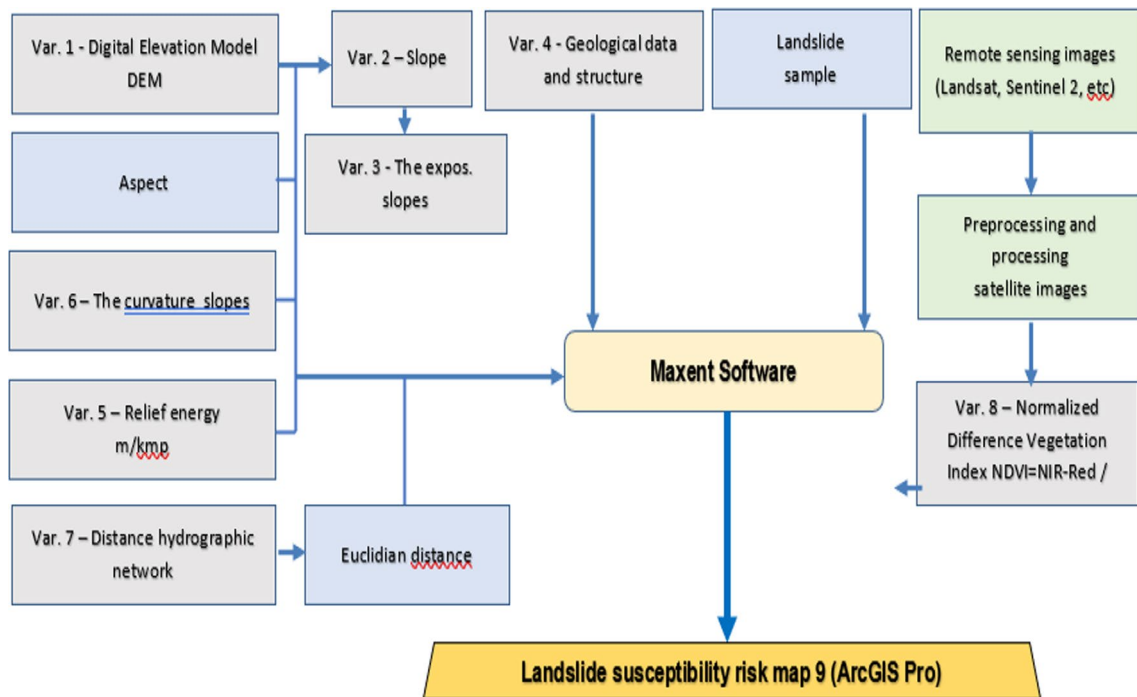 Var. 1 - Digital Elevation Model
DEM
Var. 2 – Slope
Var. 4 - Geological data
and structure
Landslide
sample
Remote sensing images
(Landsat, Sentinel 2, etc)
Aspect
Var. 3 - The expos.
slopes
Preprocessing and
processing
satellite images
Var. 6 – The curvature slopes
Maxent Software
Var. 5 – Relief energy
m/kmp
Var. 8 – Normalized
Difference Vegetation
Index NDVI=NIR-Red /
Var. 7 – Distance hydrographic
network
Euclidian distance
Landslide susceptibility risk map 9 (ArcGIS Pro)